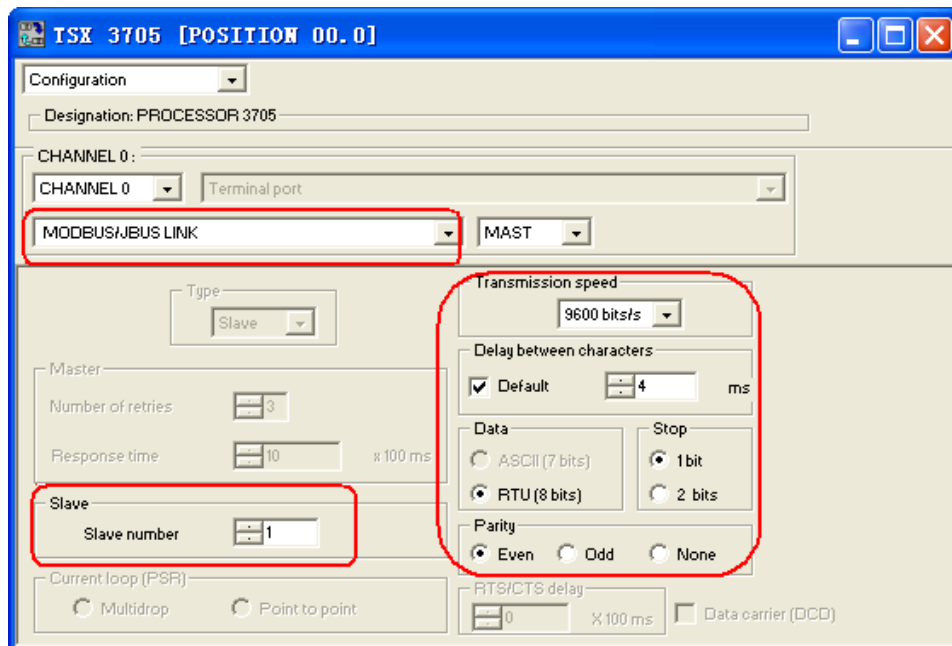 TSX 3705 [POSITION 00.0]
Configuration
Designation: PROCESSOR 3705
CHANNEL 0 :
CHANNEL 0 Terminal port
MODBUS/JBUS LINK MAST
Type
Slave
Transmission speed
9600 bits/s
Delay between characters
Default 4 ms
Master
Number of retries 3
Response time 10 x 100 ms
Data
ASCII (7 bits)
RTU (8 bits)
Stop
1 bit
2 bits
Slave
Slave number 1
Parity
Even Odd None
Current loop (PSR)
Multidrop Point to point
RTS/CTS delay
0 X 100 ms Data carrier (DCD)